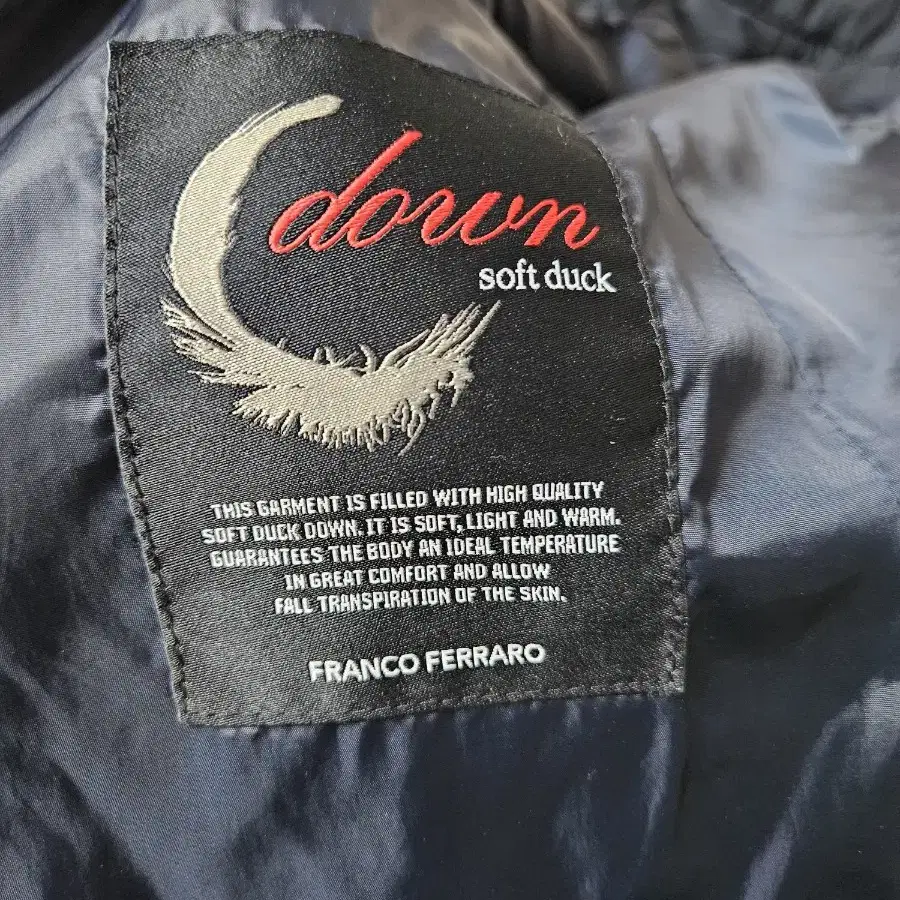 down
soft duck
THIS GARMENT IS FILLED WITH HIGH QUALITY
SOFT DUCK DOWN. IT IS SOFT, LIGHT AND WARM.
GUARANTEES THE BODY AN IDEAL TEMPERATURE
IN GREAT COMFORT AND ALLOW
FALL TRANSPIRATION OF THE SKIN.
FRANCO FERRARO